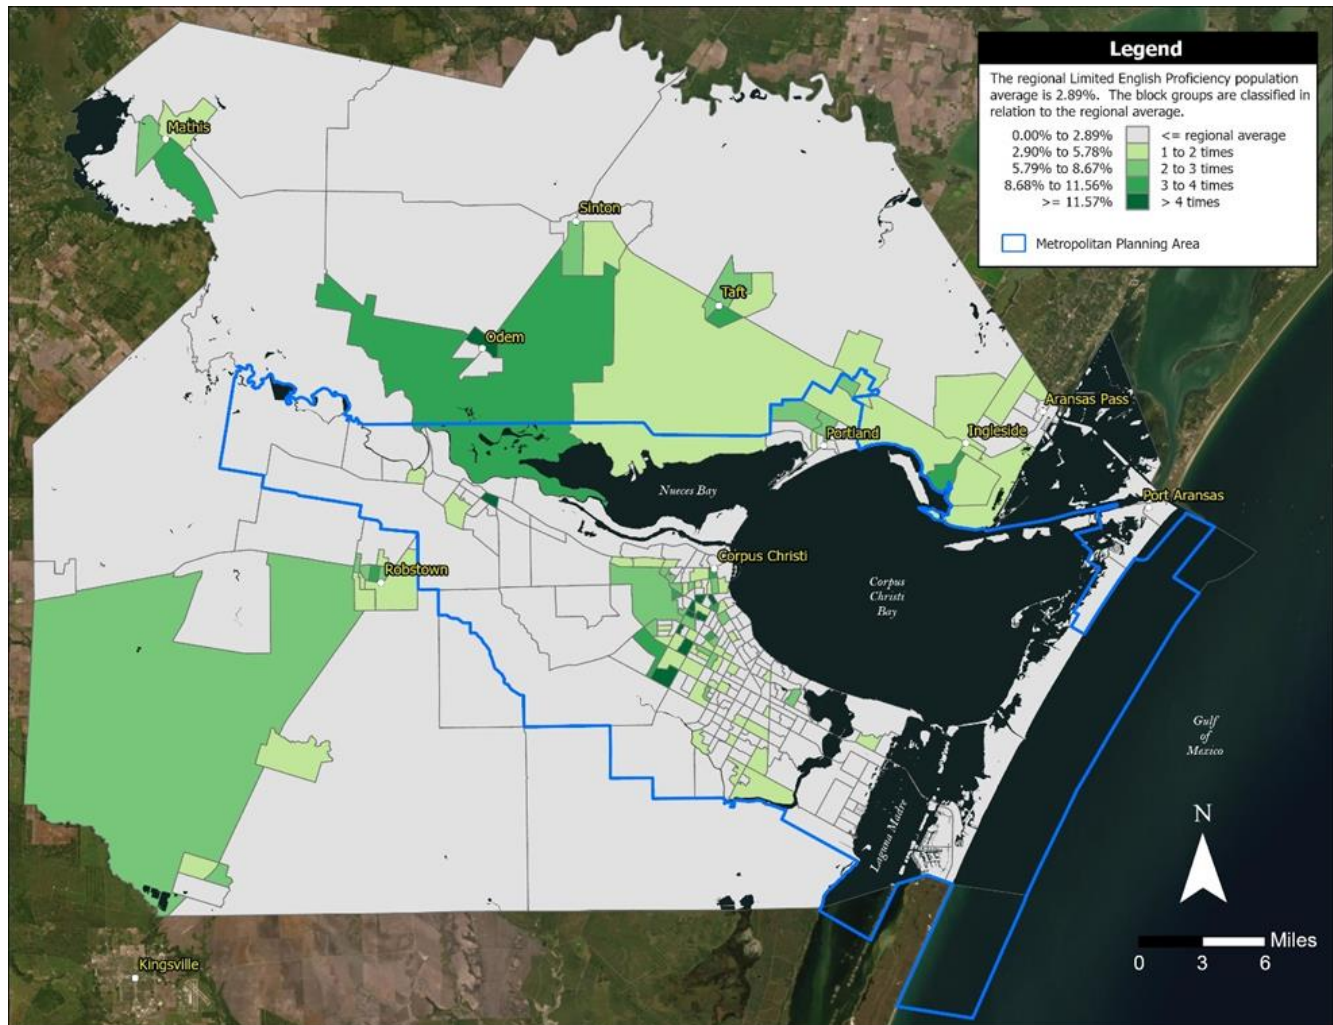 Legend
The regional Limited English Proficiency population
average is 2.89%. The block groups are classified in
relation to the regional average.
0.00% to 2.89% <= regional average
2.90% to 5.78% 1 to 2 times
5.79% to 8.67% 2 to 3 times
8.68% to 11.56% 3 to 4 times
>= 11.57% > 4 times
Metropolitan Planning Area
Mathis
Sinton
Taft
Odem
Aransas Pass
Ingleside
Portland
Nueces Bay
Port Aransas
Corpus Christi
Robstown
Corpus
Christi
Bay
Gulf
of
Mexico
Laguna Madre
N
Miles
0 3 6
Kingsville